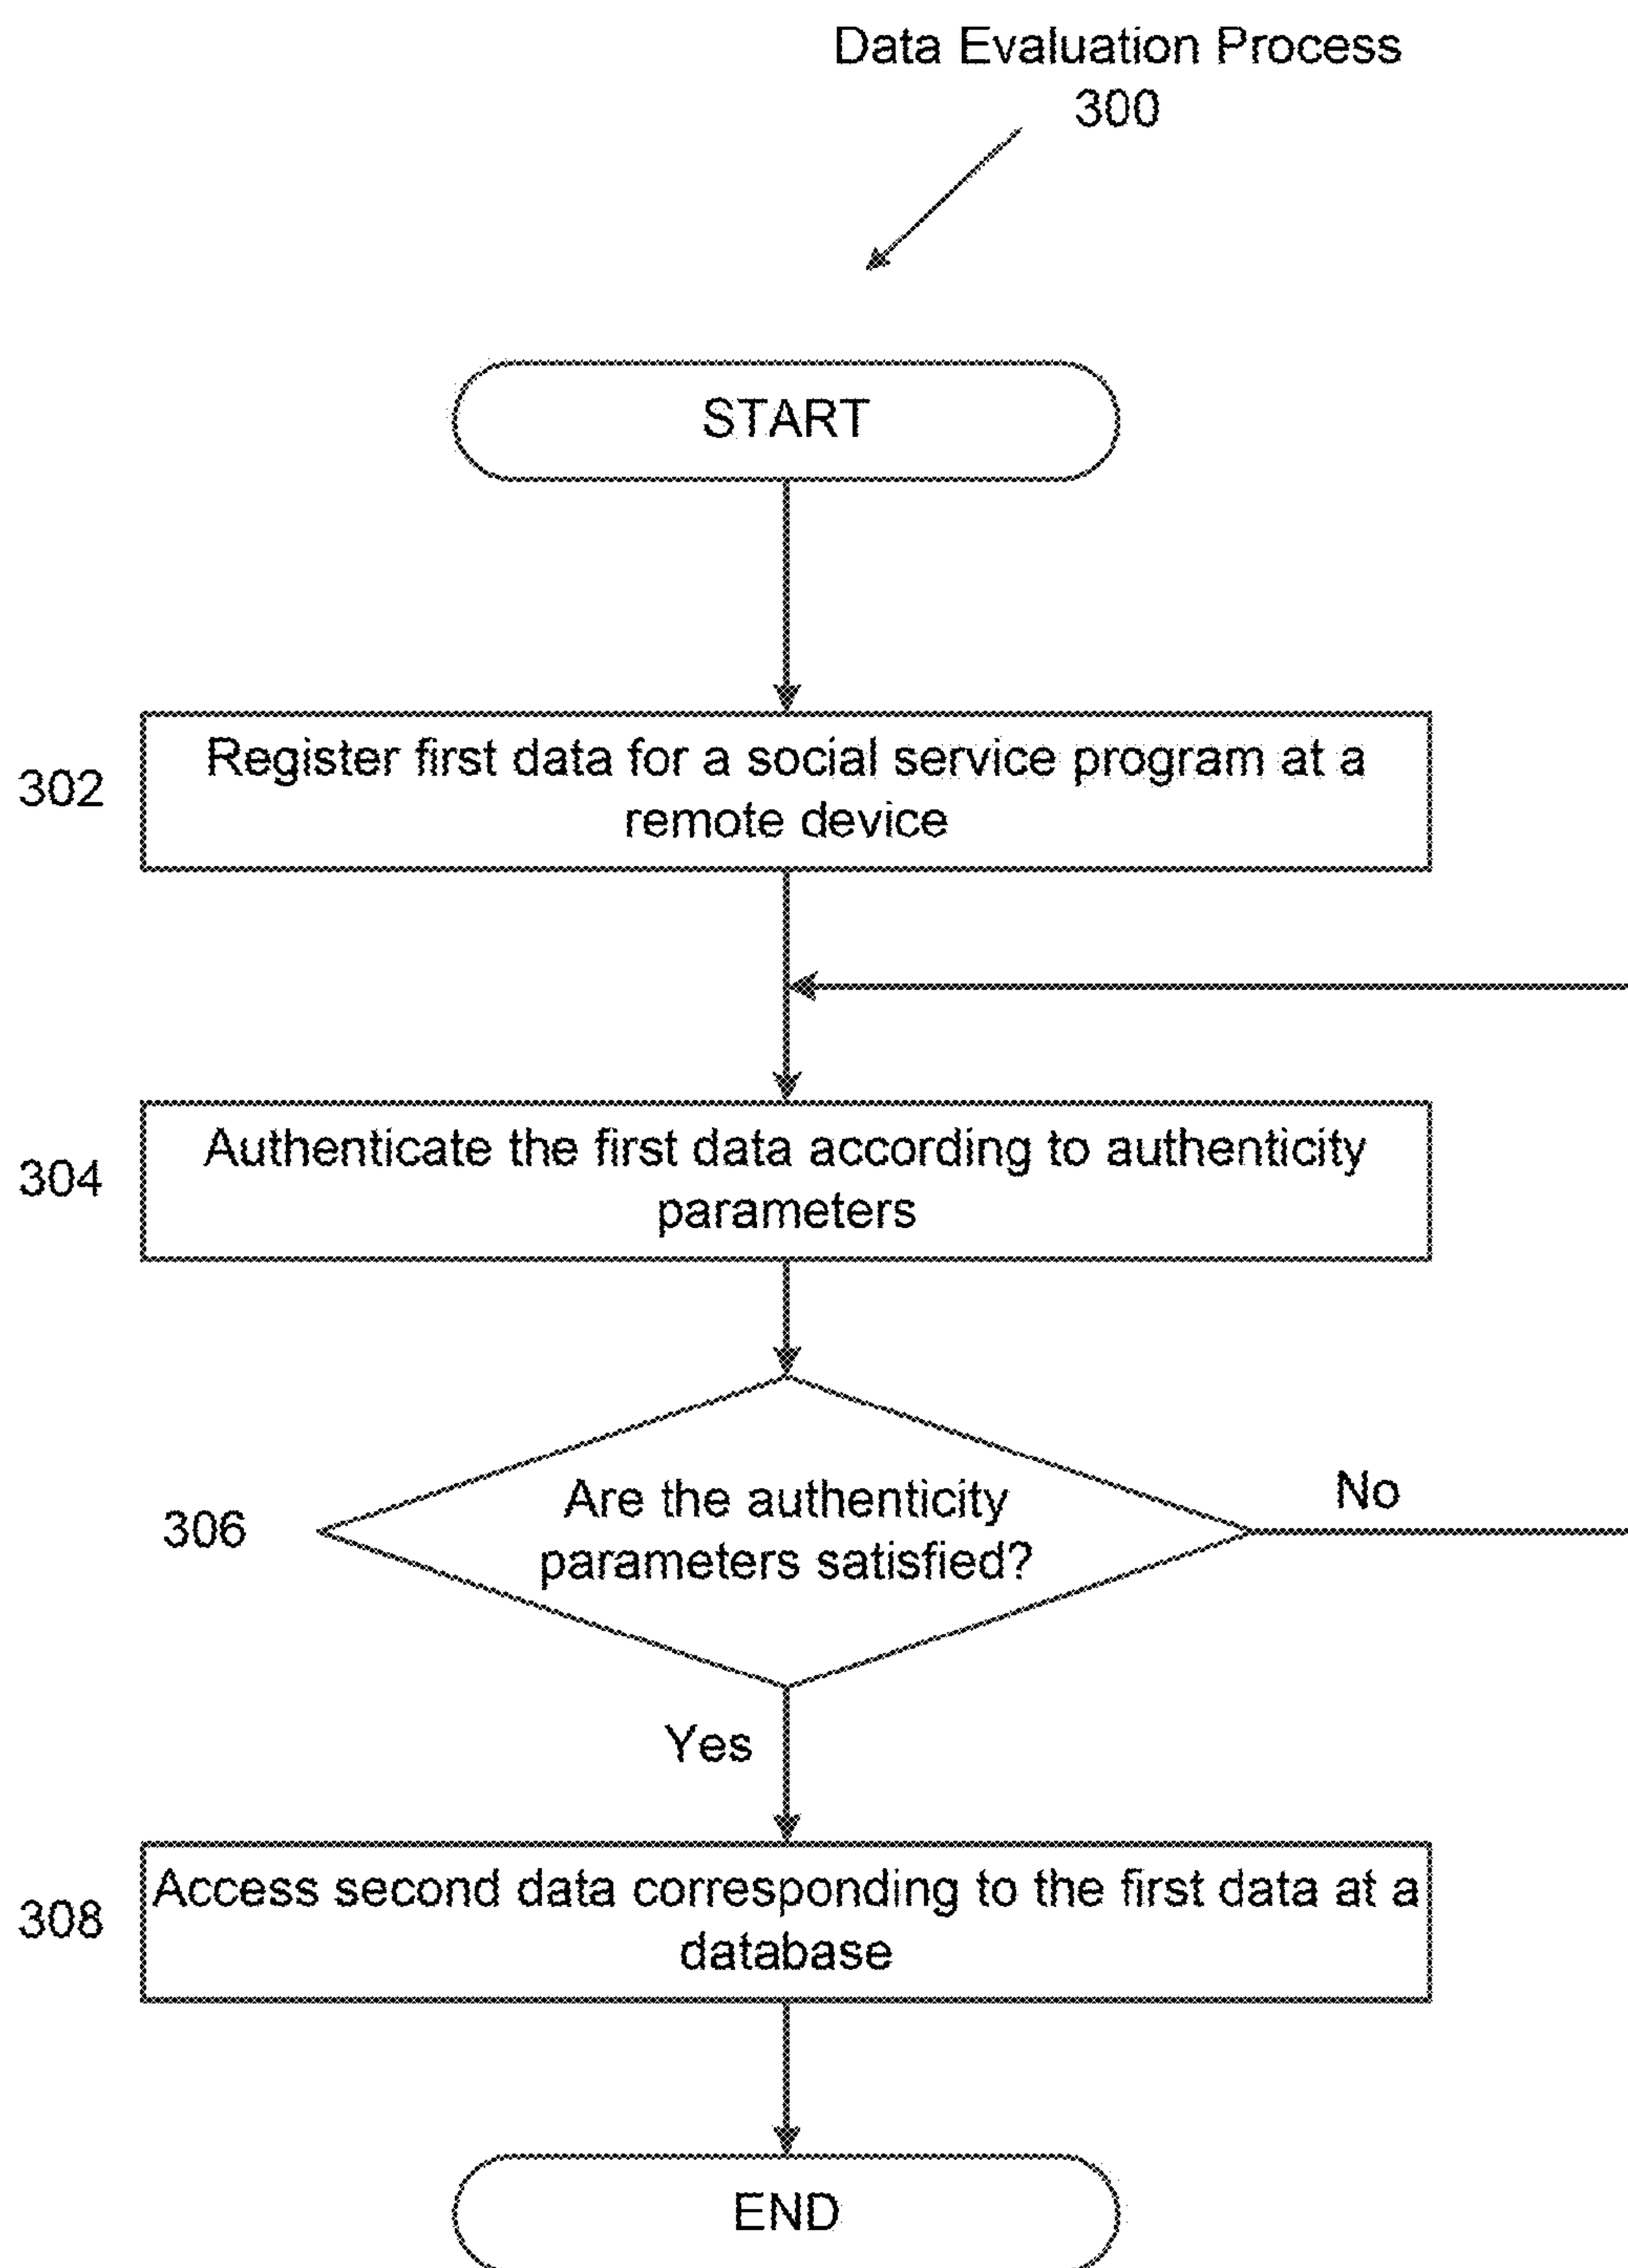 Data Evaluation Process
300
START
302
Register first data for a social service program at a
remote device
304
Authenticate the first data according to authenticity
parameters
306
Are the authenticity
parameters satisfied?
No
Yes
308
Access second data corresponding to the first data at a
database
END